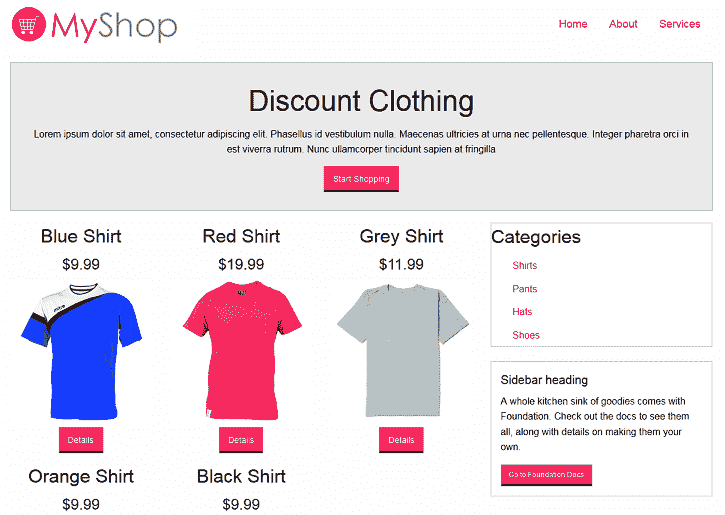 MyShop
Home About Services
Discount Clothing
Lorem ipsum dolor sit amet, consectetur adipiscing elit. Phasellus id vestibulum nulla. Maecenas ultricies at urna nec pellentesque. Integer pharetra orci in
est viverra rutrum. Nunc ullamcorper tincidunt sapien at fringilla
Start Shopping
Blue Shirt
$9.99
Details
Red Shirt
$19.99
Details
Grey Shirt
$11.99
Details
Orange Shirt
$9.99
Black Shirt
$9.99
Categories
Shirts
Pants
Hats
Shoes
Sidebar heading
A whole kitchen sink of goodies comes with
Foundation. Check out the docs to see them
all, along with details on making them your
own.
Go to Foundation Docs